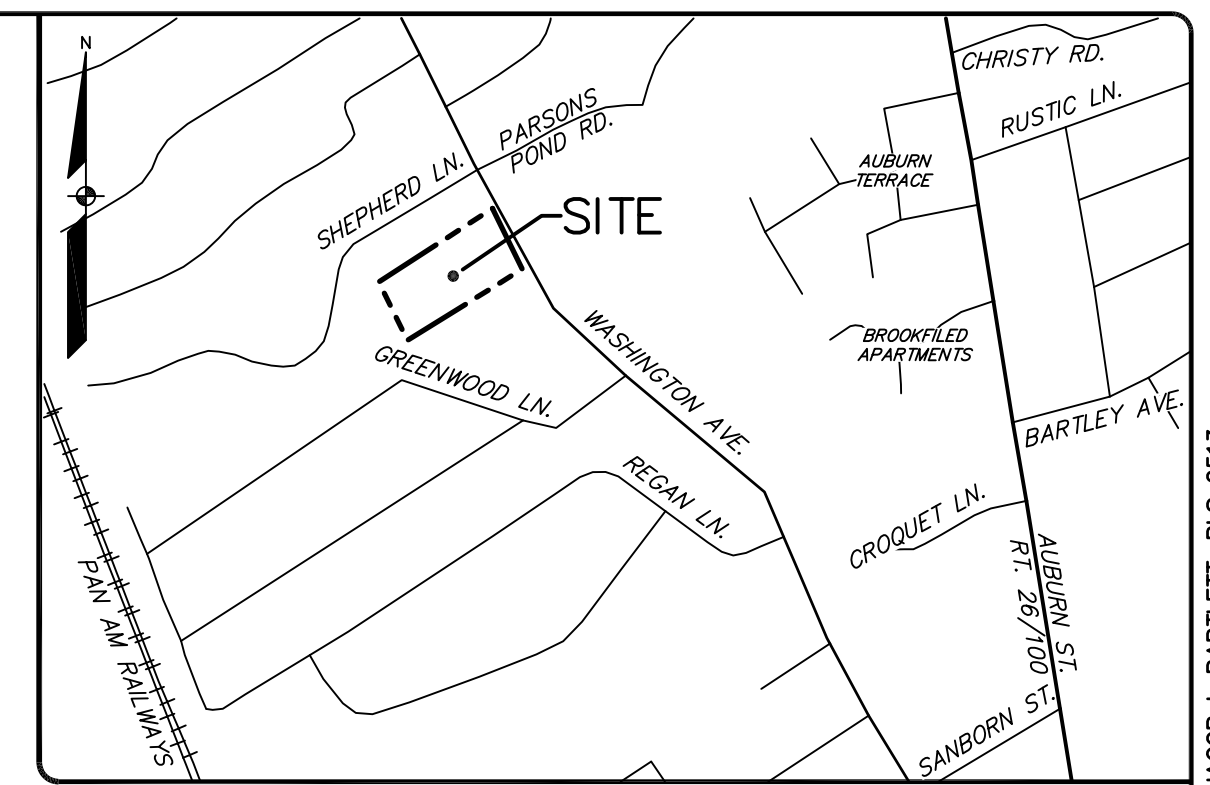 N
CHRISTY RD.
RUSTIC LN.
PARSONS
POND RD.
SHEPHERD LN.
AUBURN
TERRACE
SITE
BROOKFILED
APARTMENTS
WASHINGTON AVE.
GREENWOOD LN.
BARTLEY AVE.
REGAN LN.
CROQUET LN.
AUBURN ST.
RT. 26/100
PAN AM RAILWAYS
SANBORN ST.